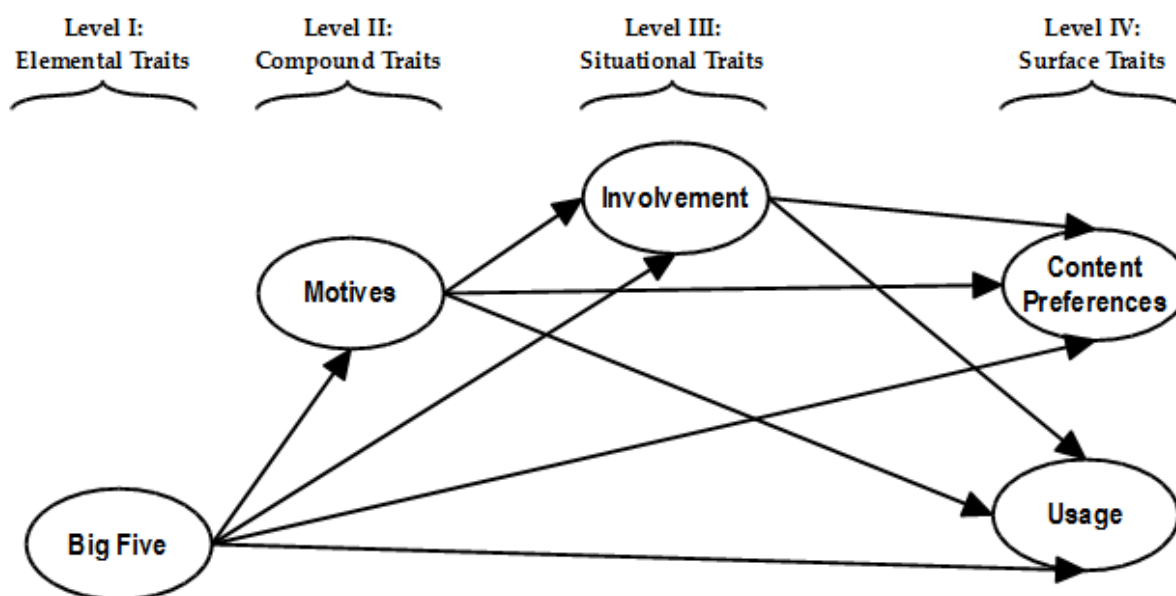 Level I:
Elemental Traits
Level II:
Compound Traits
Level III:
Situational Traits
Level IV:
Surface Traits
Involvement
Motives
Content
Preferences
Big Five
Usage